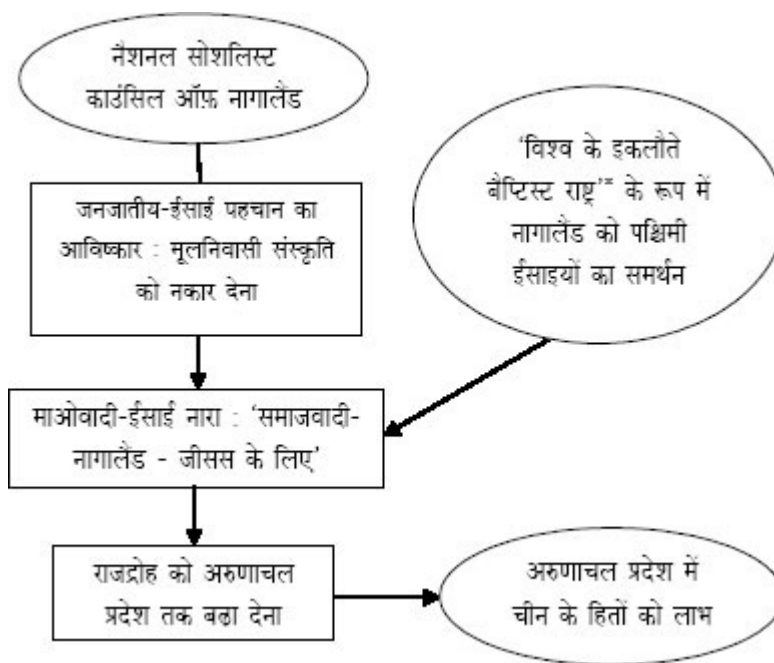 नैशनल सोशलिस्ट
काउंसिल ऑफ़ नागालैंड
'विश्व के इकलौते
बैप्टिस्ट राष्ट्र'* के रूप में
नागालैंड को पश्चिमी
ईसाइयों का समर्थन
जनजातीय-ईसाई पहचान का
आविष्कार : मूलनिवासी संस्कृति
को नकार देना
माओवादी-ईसाई नारा : 'समाजवादी-
नागालैंड - जीसस के लिए'
राजद्रोह को अरुणाचल
प्रदेश तक बढ़ा देना
अरुणाचल प्रदेश में
चीन के हितों को लाभ